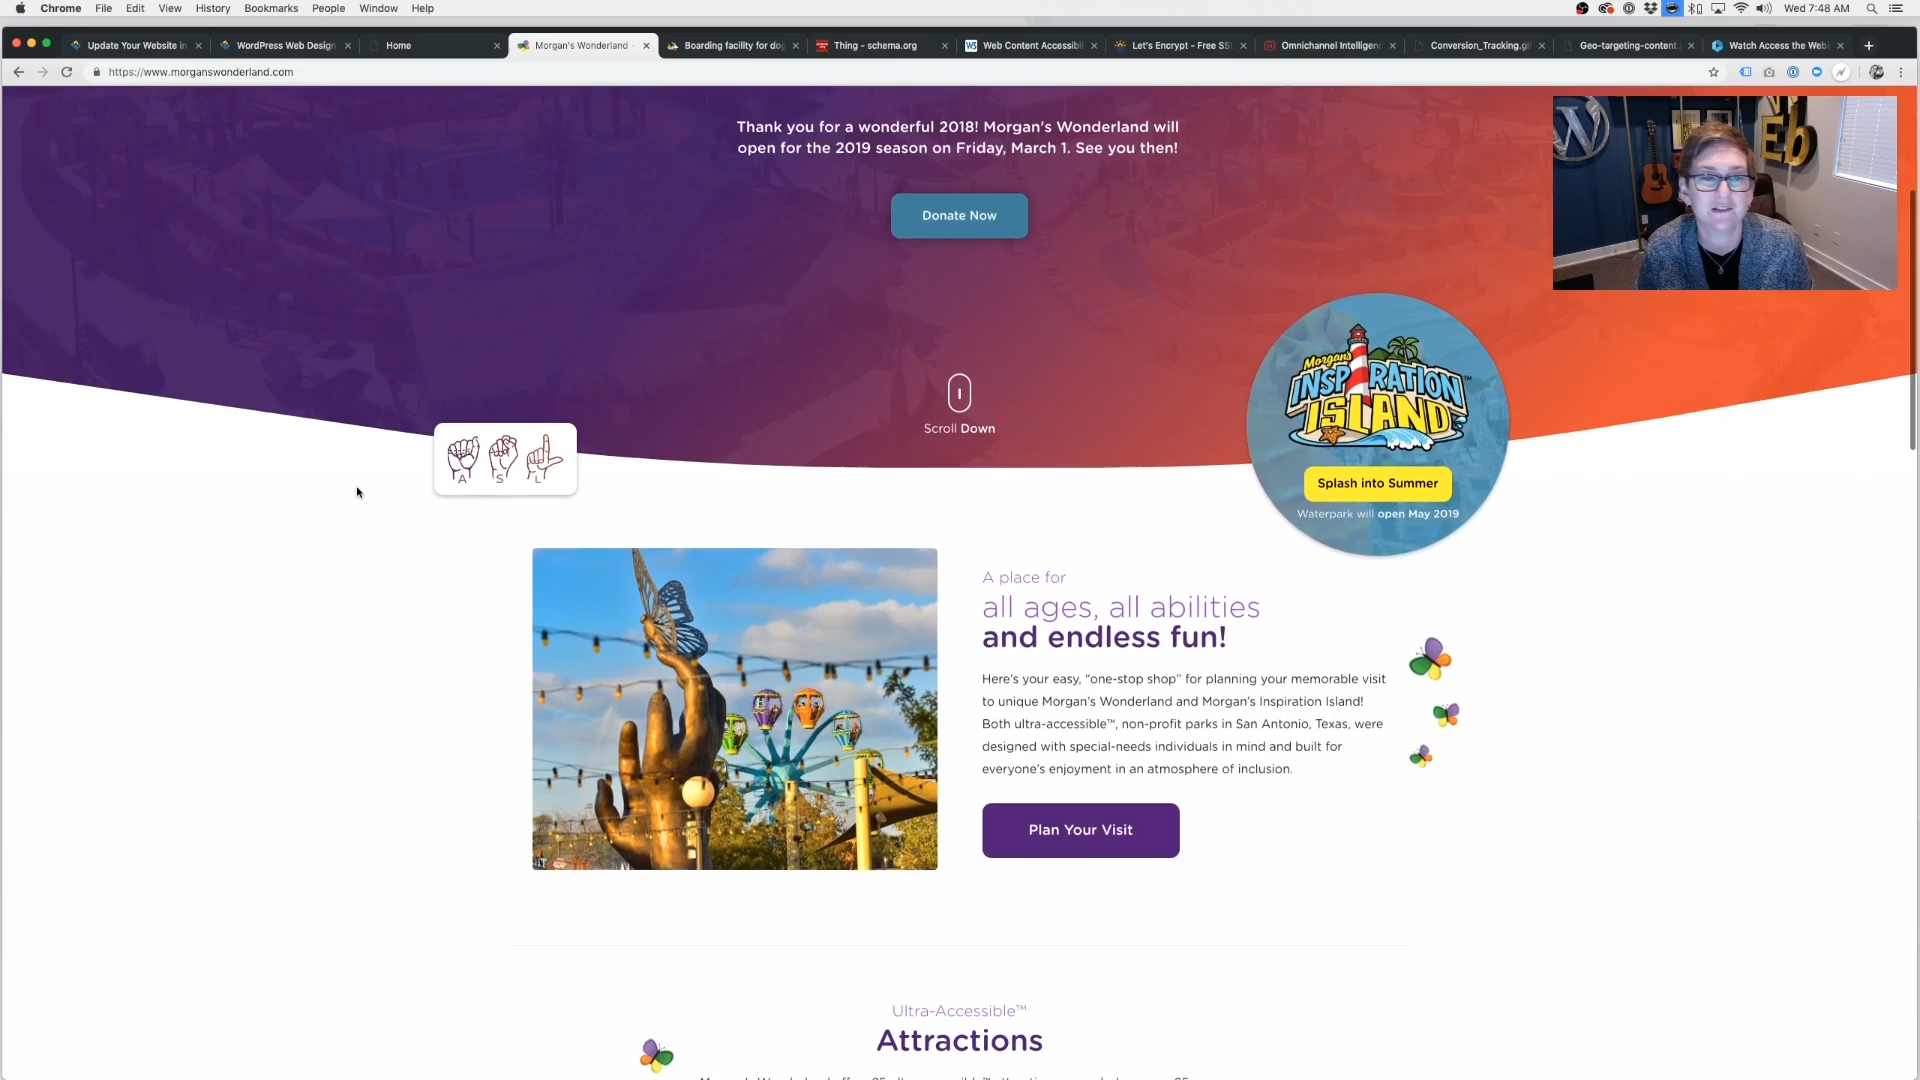 Chrome File Edit View History Bookmarks People Window Help
Wed 7:48 AM
Update Your Website in
WordPress Web Design
Home
Morgan's Wonderland
Boarding facility for dog
Thing - schema.org
Web Content Accessibil
Let's Encrypt - Free SS
Omnichannel Intelligenc
Conversion_Tracking.gi
Geo-targeting-content.
Watch Access the Web
https://www.morganswonderland.com
Thank you for a wonderful 2018! Morgan's Wonderland will
open for the 2019 season on Friday, March 1. See you then!
Donate Now
Scroll Down
A S L
Morgan's
INSPIRATION
ISLAND
Splash into Summer
Waterpark will open May 2019
A place for
all ages, all abilities
and endless fun!
Here's your easy, “one-stop shop” for planning your memorable visit
to unique Morgan's Wonderland and Morgan's Inspiration Island!
Both ultra-accessible™, non-profit parks in San Antonio, Texas, were
designed with special-needs individuals in mind and built for
everyone's enjoyment in an atmosphere of inclusion.
Plan Your Visit
Ultra-Accessible™
Attractions
Eb